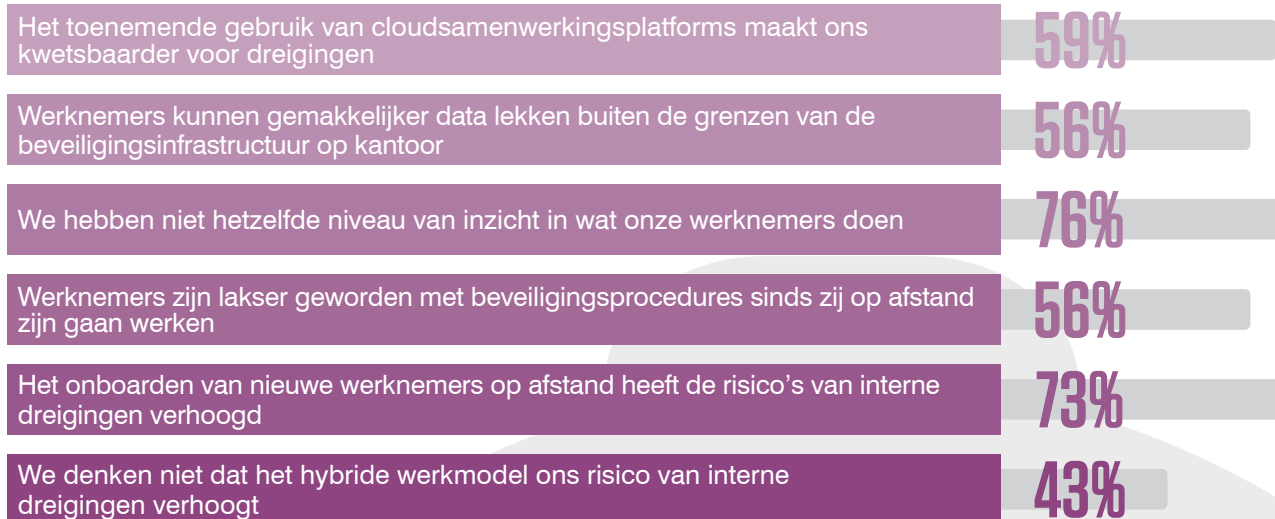 Het toenemende gebruik van cloudsamenwerkingsplatforms maakt ons
kwetsbaarder voor dreigingen
59%
Werknemers kunnen gemakkelijker data lekken buiten de grenzen van de
beveiligingsinfrastructuur op kantoor
56%
We hebben niet hetzelfde niveau van inzicht in wat onze werknemers doen
76%
Werknemers zijn lakser geworden met beveiligingsprocedures sinds zij op afstand
zijn gaan werken
56%
Het onboarden van nieuwe werknemers op afstand heeft de risico’s van interne
dreigingen verhoogd
73%
We denken niet dat het hybride werkmodel ons risico van interne
dreigingen verhoogt
43%